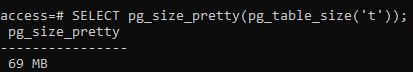 access=# SELECT pg_size_pretty(pg_table_size('t'));
 pg_size_pretty
----------------
 69 MB